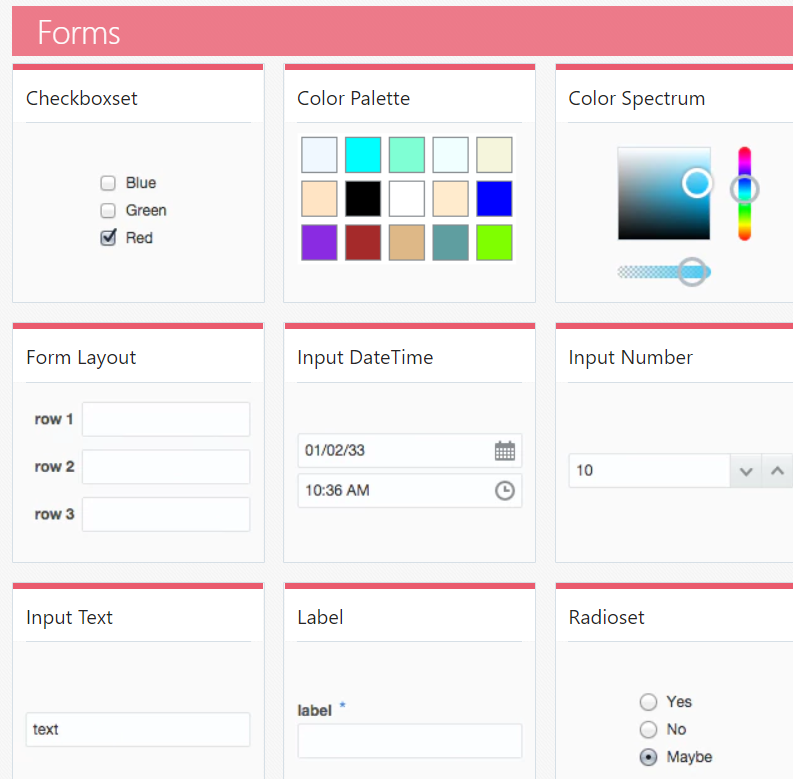 Forms
Checkboxset
Color Palette
Color Spectrum
Blue
Green
Red
Form Layout
Input DateTime
Input Number
row 1
row 2
row 3
01/02/33
10:36 AM
10
Input Text
Label
Radioset
text
label *
Yes
No
Maybe